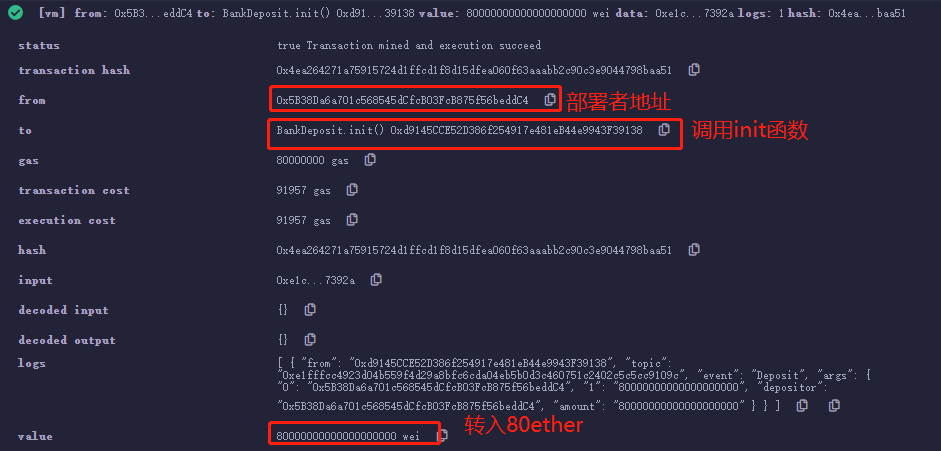 [vm] from: 0x5B3...eddC4 to: BankDeposit.init() 0xd91...39138 value: 80000000000000000000 wei data: 0xe1c...7392a logs: 1 hash: 0x4ea...baa51
status true Transaction mined and execution succeed
transaction hash 0x4ea264271a75915724d1ffcd1f8d15dfea060f63aaabb2c90c3e9044798baa51
from 0x5B38Da6a701c568545dCfcB03FcB875f56beddC4 部署者地址
to BankDeposit.init() 0xd9145CCE52D386f254917e481eB44e9943F39138 调用init函数
gas 80000000 gas
transaction cost 91957 gas
execution cost 91957 gas
hash 0x4ea264271a75915724d1ffcd1f8d15dfea060f63aaabb2c90c3e9044798baa51
input 0xe1c...7392a
decoded input {}
decoded output {}
logs [ { "from": "0xd9145CCE52D386f254917e481eB44e9943F39138", "topic":
"0xe1fffcc4923d04b559f4d29a8bfc6cda04eb5b0d3c460751c2402c5c5cc9109c", "event": "Deposit", "args": {
"0": "0x5B38Da6a701c568545dCfcB03FcB875f56beddC4", "1": "80000000000000000000", "depositor":
"0x5B38Da6a701c568545dCfcB03FcB875f56beddC4", "amount": "80000000000000000000" } } ]
value 80000000000000000000 wei 转入80ether